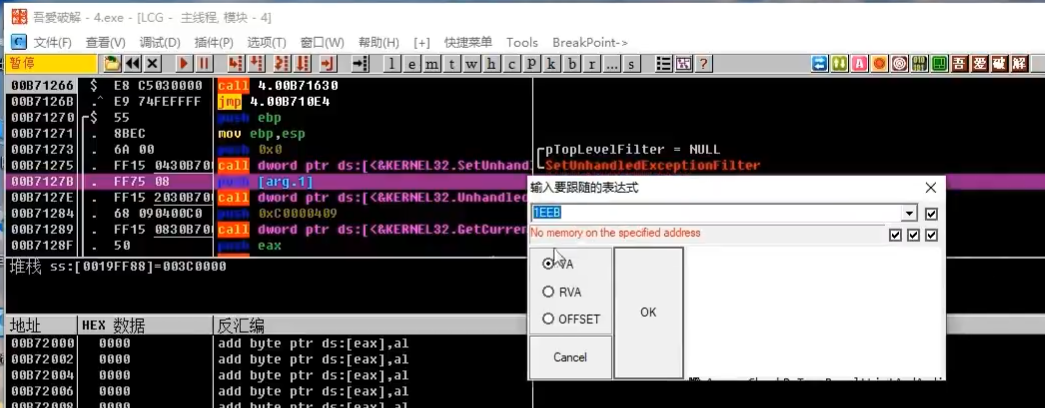 吾愛破解 - 4.exe - [LCG - 主线程, 模块 - 4]
C 文件(F) 查看(V) 调试(D) 插件(P) 选项(T) 窗口(W) 帮助(H) [+] 快捷菜单 Tools BreakPoint->
暂停 l e m t w h c P k b r ... s ? A 吾 爱 破 解
00B71266 $ E8 C5030000 call 4.00B71630
00B7126B .^ E9 74FEFFFF jmp 4.00B710E4
00B71270 $ 55 push ebp
00B71271 . 8BEC mov ebp,esp
00B71273 . 6A 00 push 0x0 pTopLevelFilter = NULL
00B71275 . FF15 0430B700 call dword ptr ds:[<&KERNEL32.SetUnhand SetUnhandledExceptionFilter
00B7127B . FF75 08 push [arg.1]
00B7127E . FF15 2030B700 call dword ptr ds:[<&KERNEL32.Unhandled
00B71284 . 68 090400C0 push 0xC0000409
00B71289 . FF15 0830B700 call dword ptr ds:[<&KERNEL32.GetCurren
00B7128F . 50 push eax
堆栈 ss:[0019FF88]=003C0000
地址 HEX 数据 反汇编
00B72000 0000 add byte ptr ds:[eax],al
00B72002 0000 add byte ptr ds:[eax],al
00B72004 0000 add byte ptr ds:[eax],al
00B72006 0000 add byte ptr ds:[eax],al
00B72008 0000 add byte ptr ds:[eax],al
输入要跟随的表达式
1EEB
No memory on the specified address
VA
RVA
OFFSET
OK
Cancel